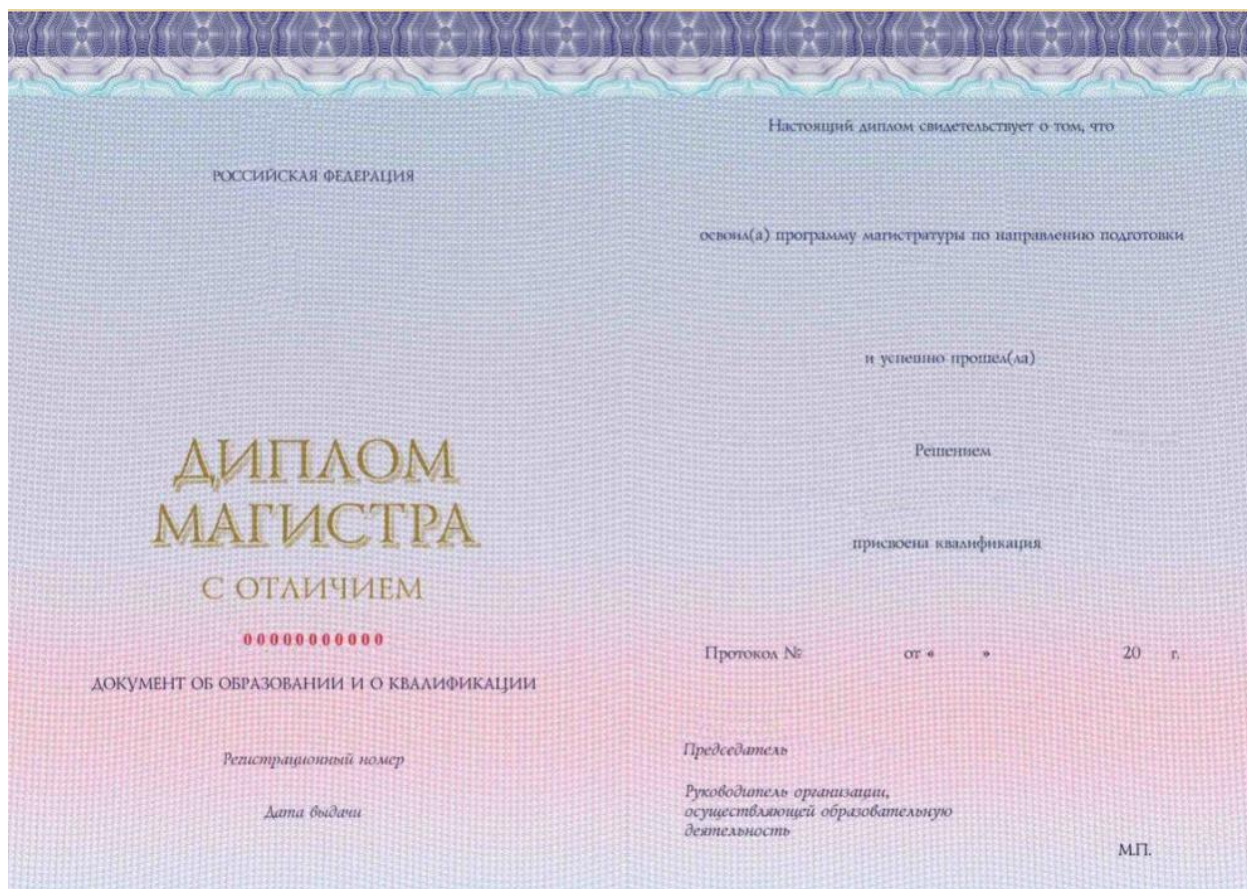 РОССИЙСКАЯ ФЕДЕРАЦИЯ
ДИПЛОМ
МАГИСТРА
С ОТЛИЧИЕМ
00000000000
ДОКУМЕНТ ОБ ОБРАЗОВАНИИ И О КВАЛИФИКАЦИИ
Регистрационный номер
Дата выдачи
Настоящий диплом свидетельствует о том, что
освоил(а) программу магистратуры по направлению подготовки
и успешно прошел(ла)
Решением
присвоена квалификация
Протокол № от « » 20 г.
Председатель
Руководитель организации,
осуществляющей образовательную
деятельность
М.П.